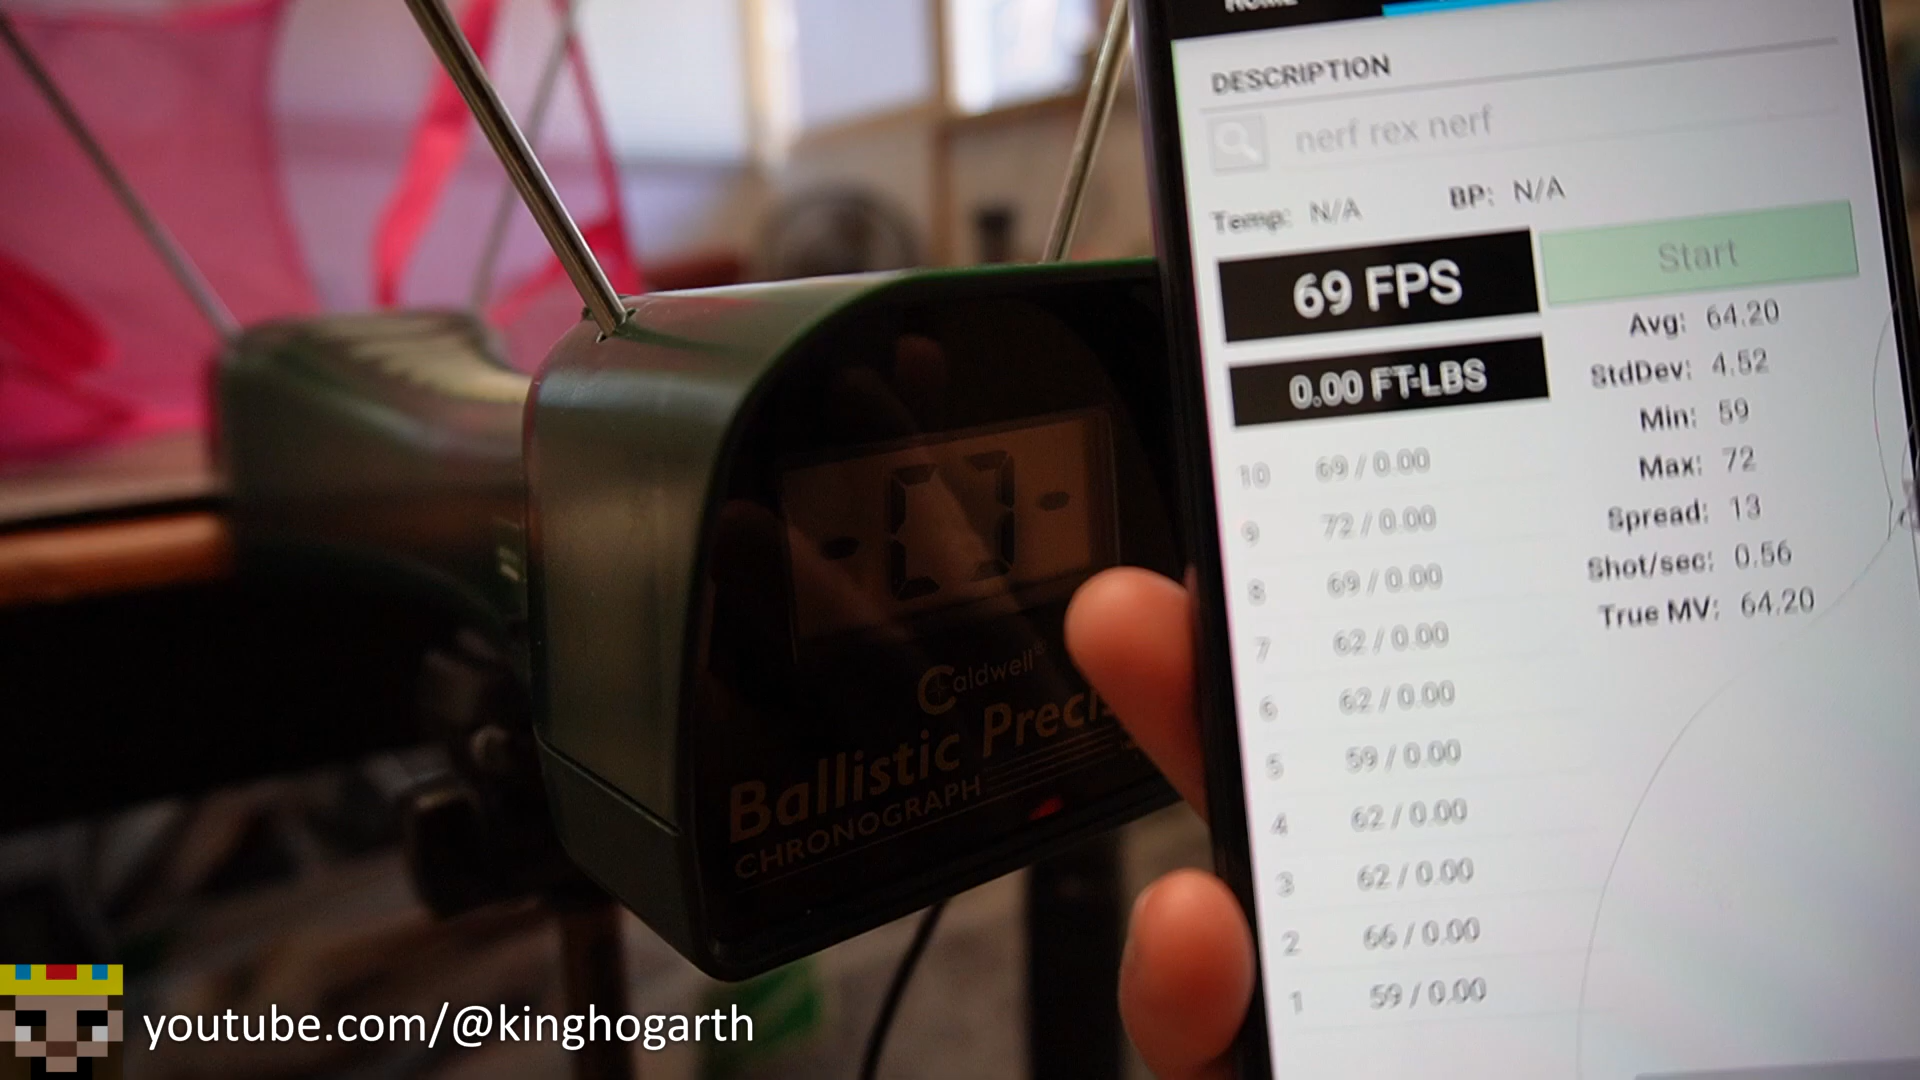 HOME
DESCRIPTION
nerf rex nerf
Temp: N/A BP: N/A
69 FPS
Start
0.00 FT-LBS
Avg: 64.20
StdDev: 4.52
Min: 59
Max: 72
Spread: 13
Shot/sec: 0.56
True MV: 64.20
10 69 / 0.00
9 72 / 0.00
8 69 / 0.00
7 62 / 0.00
6 62 / 0.00
5 59 / 0.00
4 62 / 0.00
3 62 / 0.00
2 66 / 0.00
1 59 / 0.00
Caldwell®
Ballistic Preci
CHRONOGRAPH
youtube.com/@kinghogarth